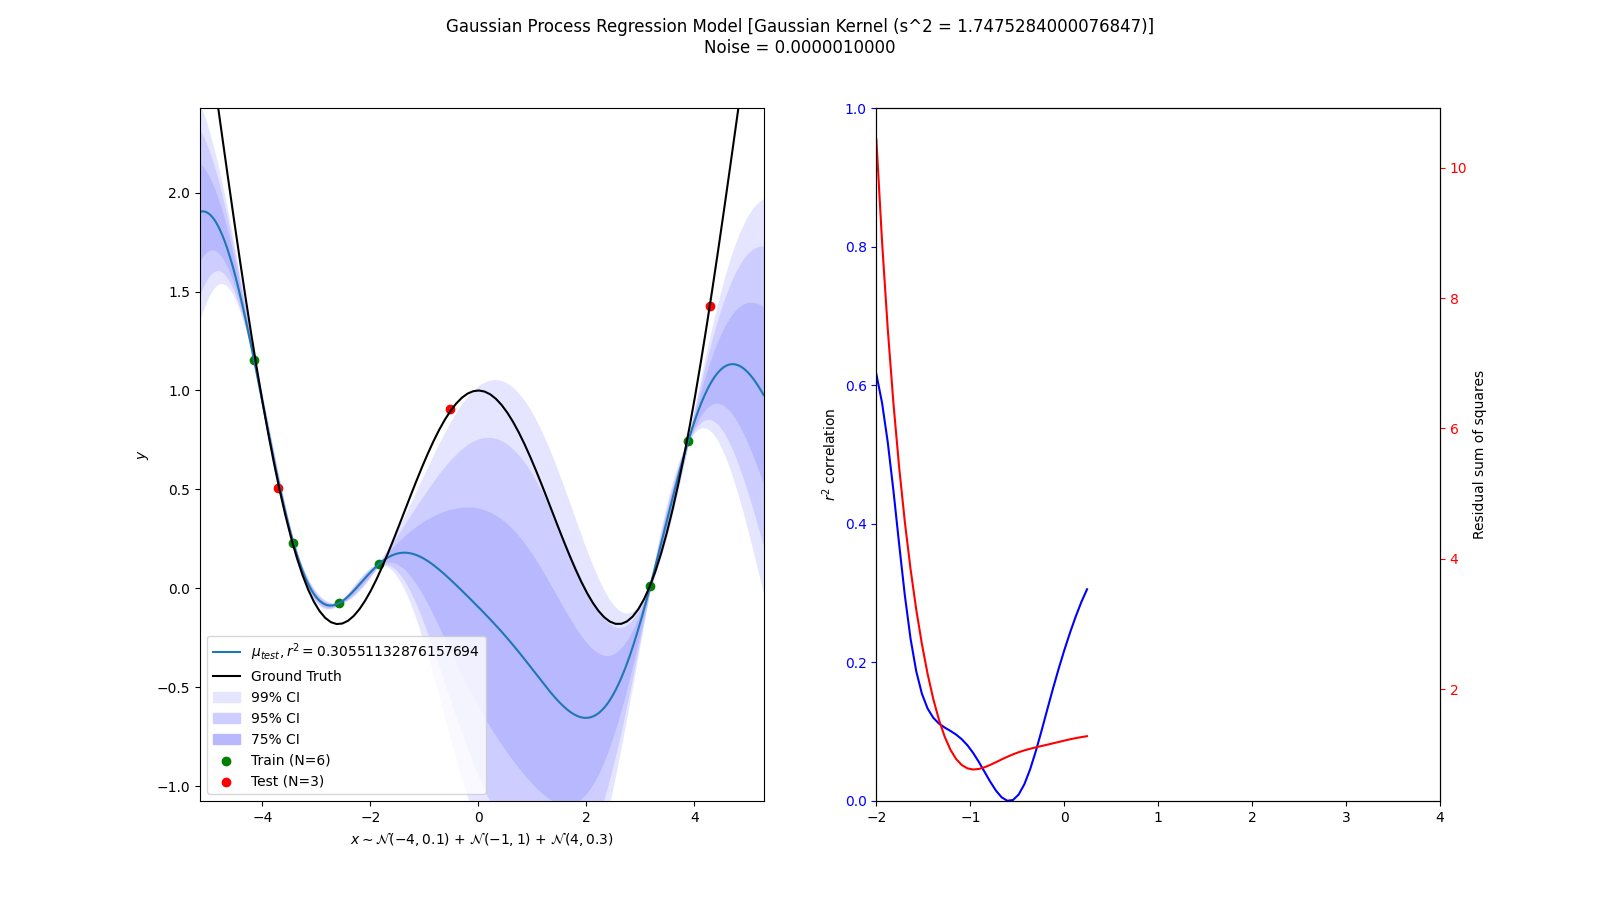 Gaussian Process Regression Model [Gaussian Kernel (s^2 = 1.7475284000076847)]
Noise = 0.0000010000
2.0
1.5
1.0
0.5
0.0
−0.5
−1.0
y
μ_test, r² = 0.30551132876157694
Ground Truth
99% CI
95% CI
75% CI
Train (N=6)
Test (N=3)
−4 −2 0 2 4
x ∼ 𝒩(−4, 0.1) + 𝒩(−1, 1) + 𝒩(4, 0.3)
1.0
0.8
0.6
0.4
0.2
0.0
r² correlation
−2 −1 0 1 2 3 4
10
8
6
4
2
Residual sum of squares